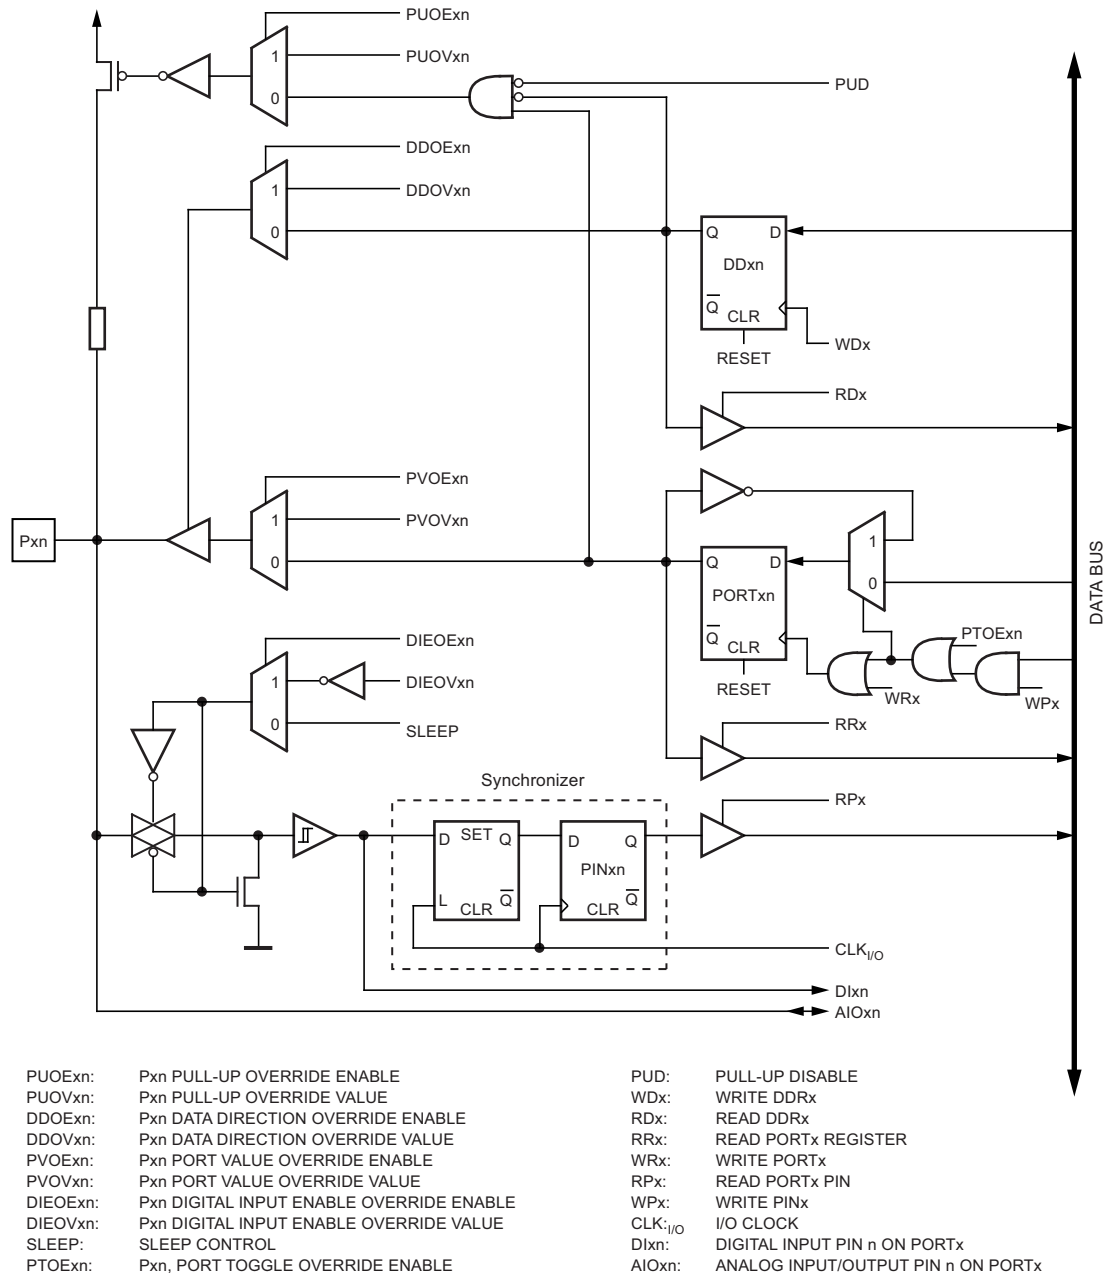 PUOExn
PUOVxn
1
0
PUD
DDOExn
DDOVxn
1
0
Q D
DDxn
Q
CLR
RESET
WDx
RDx
PVOExn
PVOVxn
1
0
Pxn
Q D
PORTxn
Q
CLR
RESET
1
0
PTOExn
WRx
WPx
DATA BUS
DIEOExn
DIEOVxn
1
0
SLEEP
RRx
Synchronizer
RPx
D SET Q
L CLR Q
D Q
PINxn
CLR Q
CLKI/O
DIxn
AIOxn
PUOExn: Pxn PULL-UP OVERRIDE ENABLE
PUOVxn: Pxn PULL-UP OVERRIDE VALUE
DDOExn: Pxn DATA DIRECTION OVERRIDE ENABLE
DDOVxn: Pxn DATA DIRECTION OVERRIDE VALUE
PVOExn: Pxn PORT VALUE OVERRIDE ENABLE
PVOVxn: Pxn PORT VALUE OVERRIDE VALUE
DIEOExn: Pxn DIGITAL INPUT ENABLE OVERRIDE ENABLE
DIEOVxn: Pxn DIGITAL INPUT ENABLE OVERRIDE VALUE
SLEEP: SLEEP CONTROL
PTOExn: Pxn, PORT TOGGLE OVERRIDE ENABLE
PUD: PULL-UP DISABLE
WDx: WRITE DDRx
RDx: READ DDRx
RRx: READ PORTx REGISTER
WRx: WRITE PORTx
RPx: READ PORTx PIN
WPx: WRITE PINx
CLK:I/O I/O CLOCK
DIxn: DIGITAL INPUT PIN n ON PORTx
AIOxn: ANALOG INPUT/OUTPUT PIN n ON PORTx